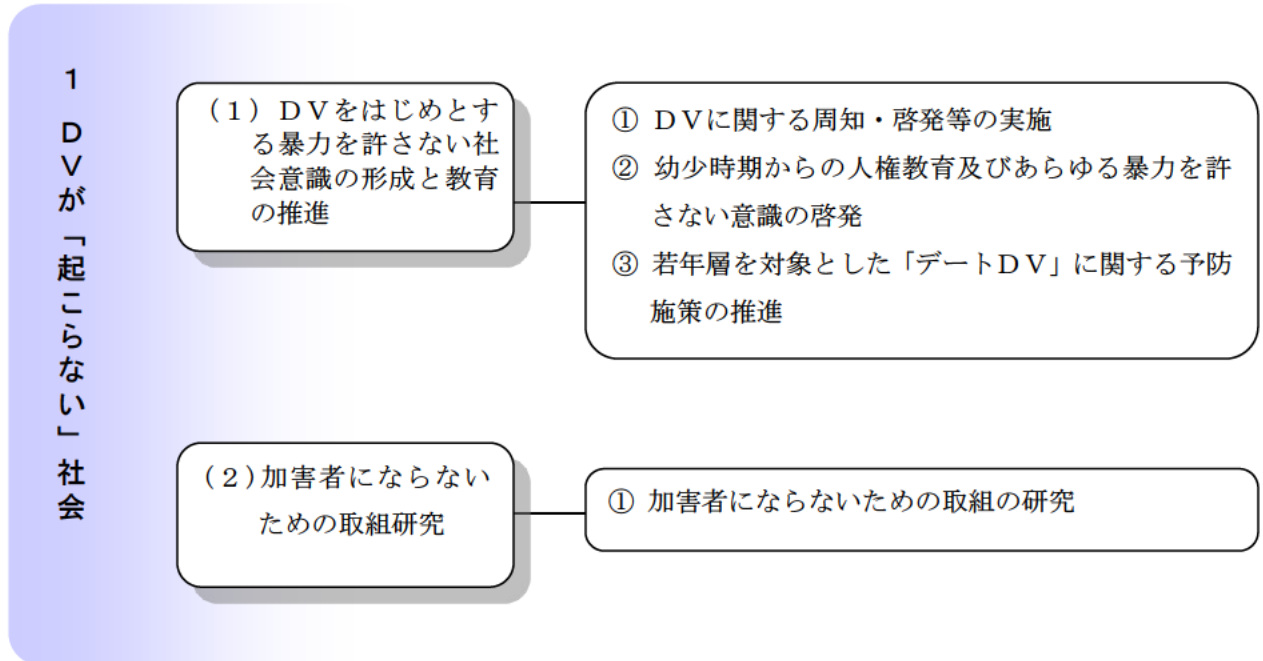 1 DVが「起こらない」社会
(1)DVをはじめとす
る暴力を許さない社
会意識の形成と教育
の推進
① DVに関する周知・啓発等の実施
② 幼少時期からの人権教育及びあらゆる暴力を許
さない意識の啓発
③ 若年層を対象とした「デートDV」に関する予防
施策の推進
(2)加害者にならない
ための取組研究
① 加害者にならないための取組の研究